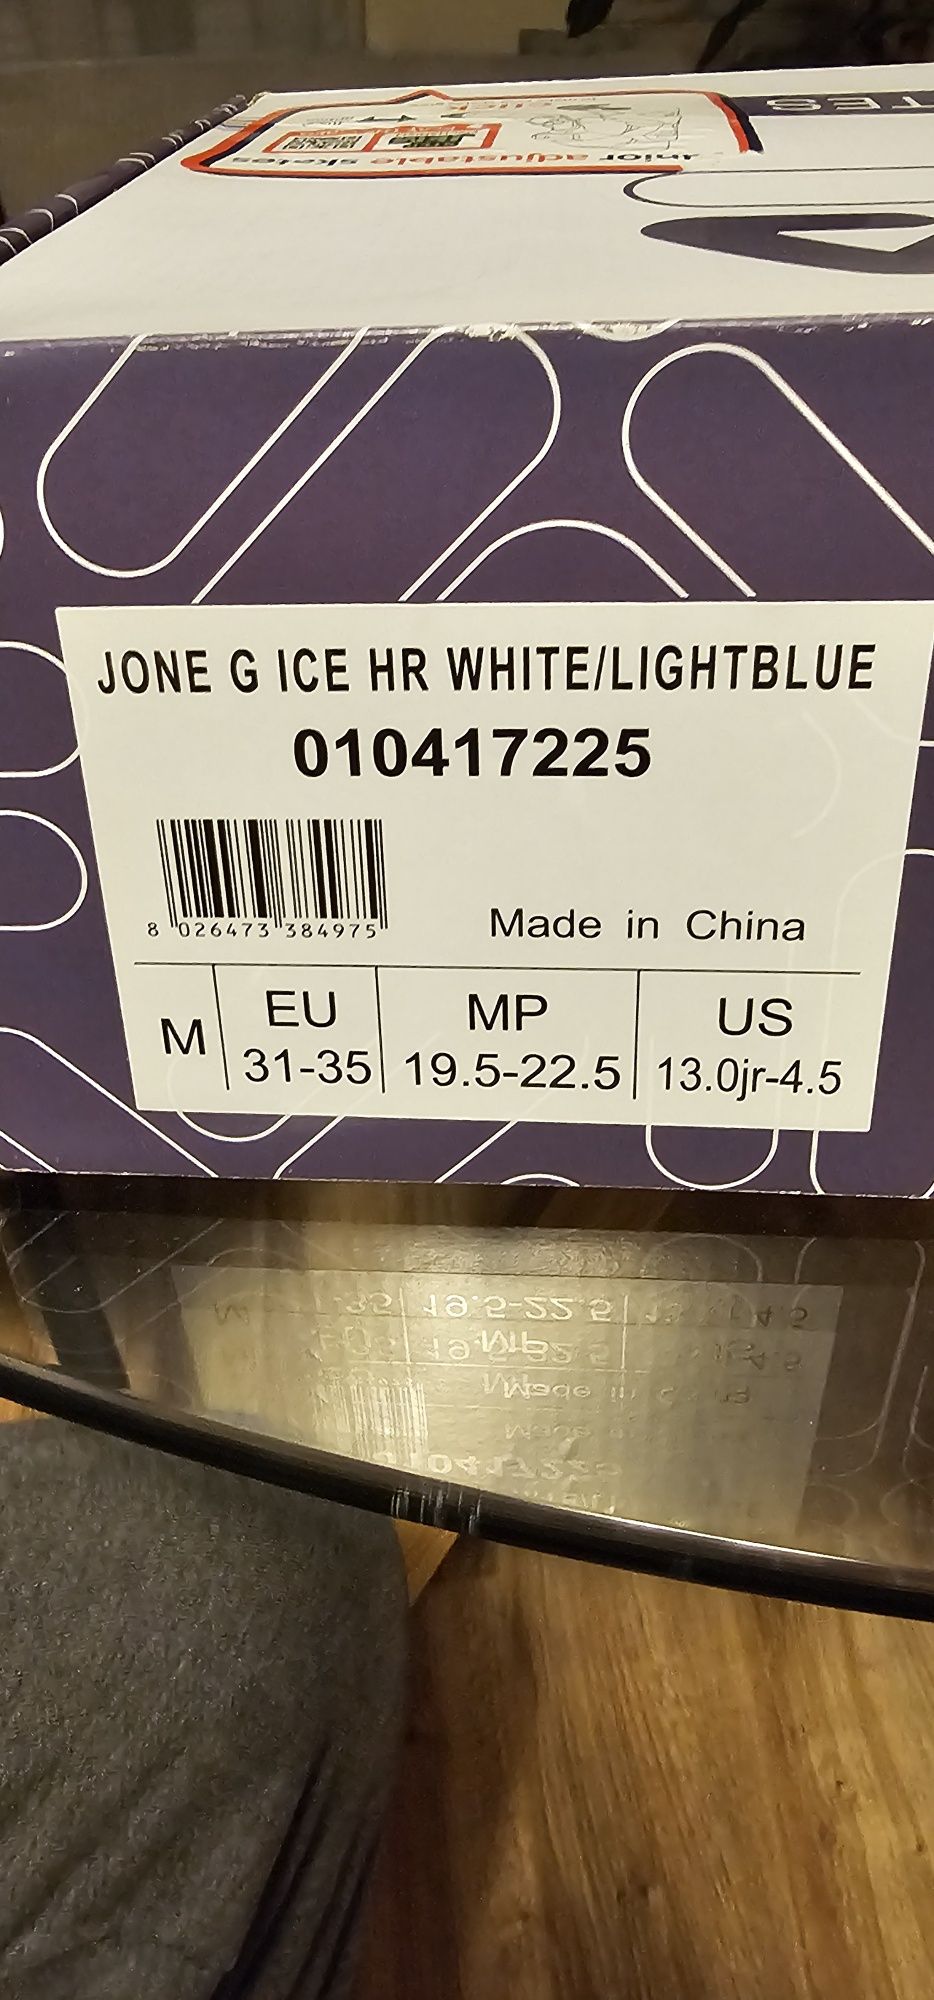 adjustable skates
JONE G ICE HR WHITE/LIGHTBLUE
010417225
8 026473 384975
Made in China
M
EU
31-35
MP
19.5-22.5
US
13.0jr-4.5